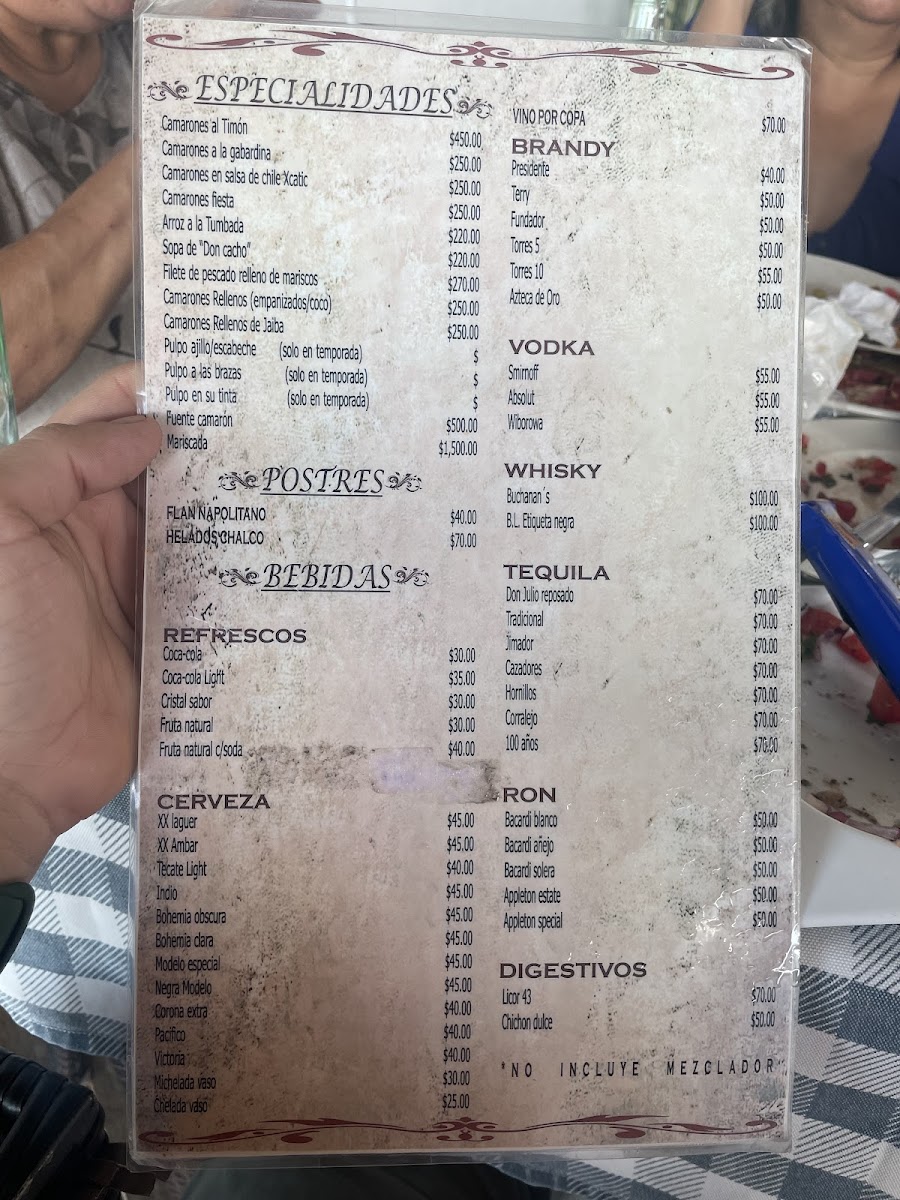 ESPECIALIDADES
Camarones al Timón $450.00
Camarones a la gabardina $250.00
Camarones en salsa de chile Xcatic $250.00
Camarones fiesta $250.00
Arroz a la Tumbada $220.00
Sopa de "Don cacho" $220.00
Filete de pescado relleno de mariscos $270.00
Camarones Rellenos (empanizados/coco) $250.00
Camarones Rellenos de Jaiba $250.00
Pulpo ajillo/escabeche (solo en temporada) $
Pulpo a las brazas (solo en temporada) $
Pulpo en su tinta (solo en temporada) $
Fuente camarón $500.00
Mariscada $1,500.00
POSTRES
FLAN NAPOLITANO $40.00
HELADOS CHALCO $70.00
BEBIDAS
REFRESCOS
Coca-cola $30.00
Coca-cola Light $35.00
Cristal sabor $30.00
Fruta natural $30.00
Fruta natural c/soda $40.00
CERVEZA
XX laguer $45.00
XX Ambar $45.00
Tecate Light $40.00
Indio $45.00
Bohemia obscura $45.00
Bohemia clara $45.00
Modelo especial $45.00
Negra Modelo $45.00
Corona extra $40.00
Pacifico $40.00
Victoria $40.00
Michelada vaso $30.00
Chelada vaso $25.00
VINO POR COPA $70.00
BRANDY
Presidente $40.00
Terry $50.00
Fundador $50.00
Torres 5 $50.00
Torres 10 $55.00
Azteca de Oro $50.00
VODKA
Smirnoff $55.00
Absolut $55.00
Wiborowa $55.00
WHISKY
Buchanan´s $100.00
B.L. Etiqueta negra $100.00
TEQUILA
Don Julio reposado $70.00
Tradicional $70.00
Jimador $70.00
Cazadores $70.00
Hornillos $70.00
Corralejo $70.00
100 años $70.00
RON
Bacardi blanco $50.00
Bacardi añejo $50.00
Bacardi solera $50.00
Appleton estate $50.00
Appleton special $50.00
DIGESTIVOS
Licor 43 $70.00
Chichon dulce $50.00
*NO INCLUYE MEZCLADOR*